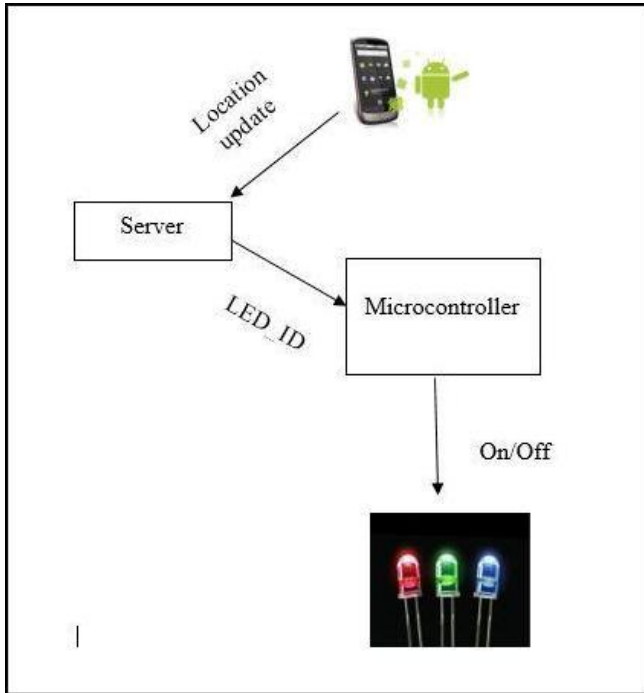 Location
update
Server
LED_ID
Microcontroller
On/Off